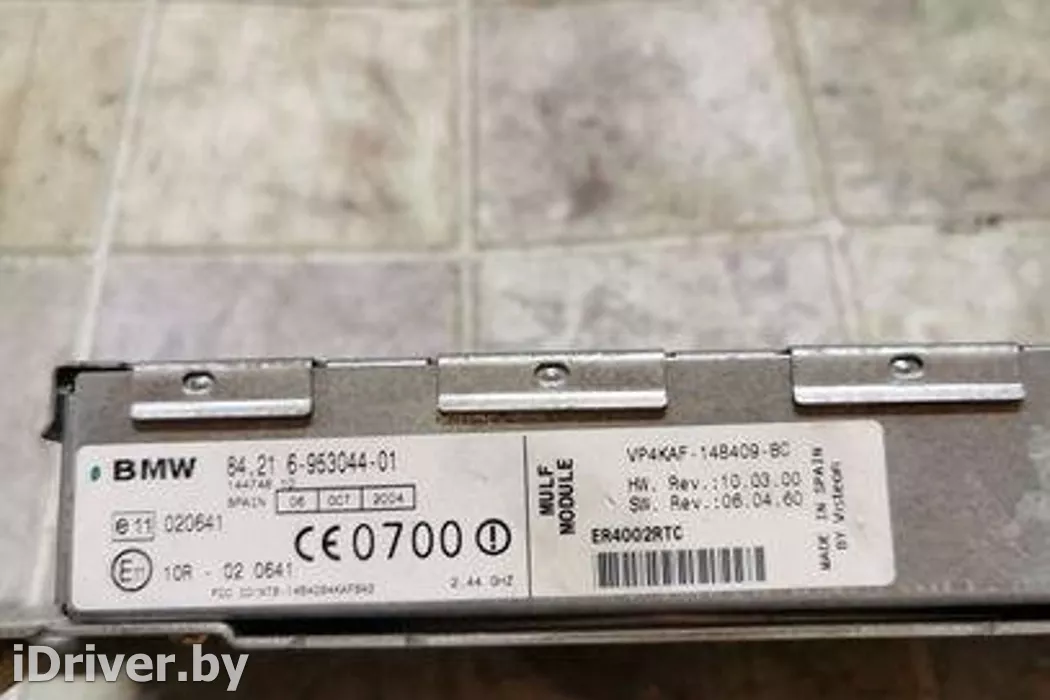 BMW 84.21 6-953044-01
SPAIN 06 OCT 2004
e11 020641
CE0700
E11 10R - 02 0641
2.44 GHZ
MULF
MODULE
VP4KAF-14B409-BC
HW. Rev.:10.03.00
SW. Rev.:06.04.60
ER4002RTC
MADE IN SPAIN
BY Visteon
iDriver.by